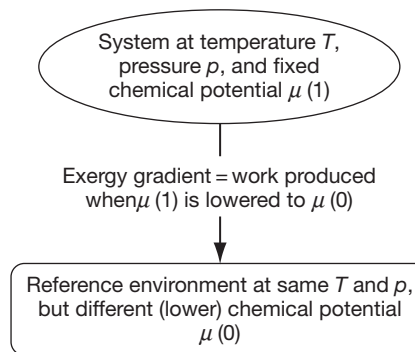 System at temperature T,
pressure p, and fixed
chemical potential μ (1)
Exergy gradient = work produced
when μ (1) is lowered to μ (0)
Reference environment at same T and p,
but different (lower) chemical potential
μ (0)